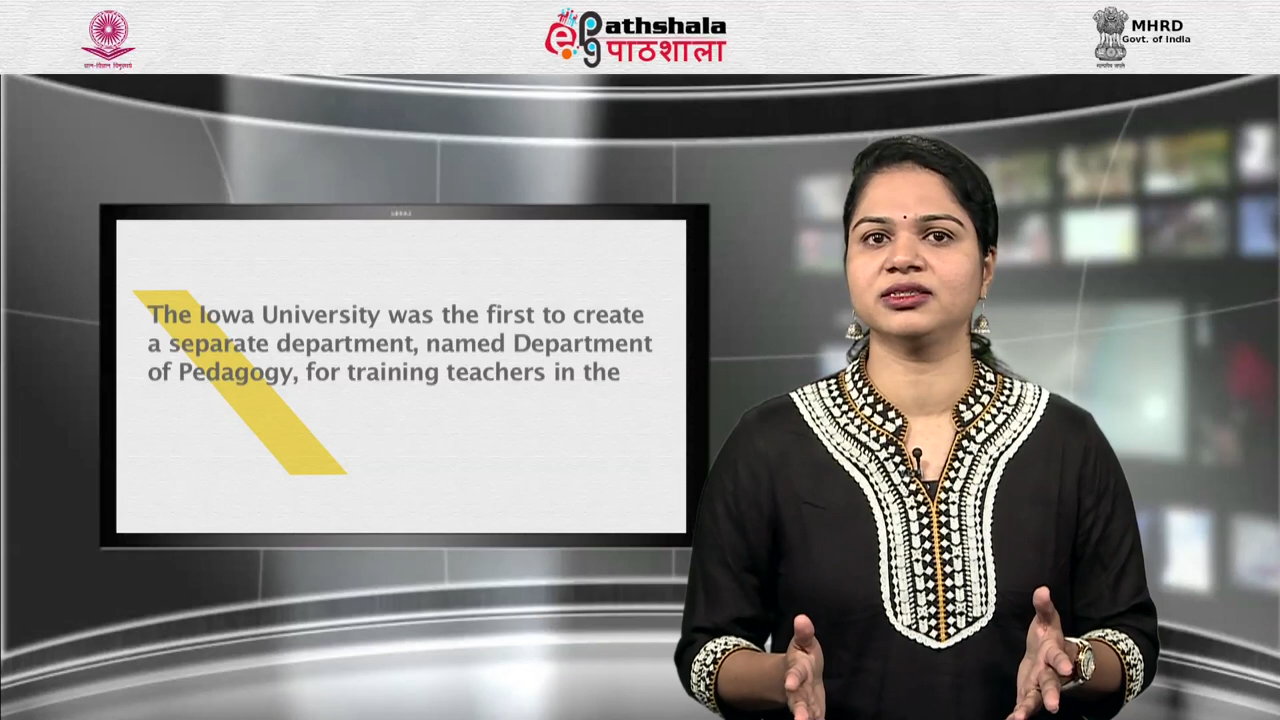 Pathshala
पाठशाला
MHRD
Govt. of India
The Iowa University was the first to create
a separate department, named Department
of Pedagogy, for training teachers in the